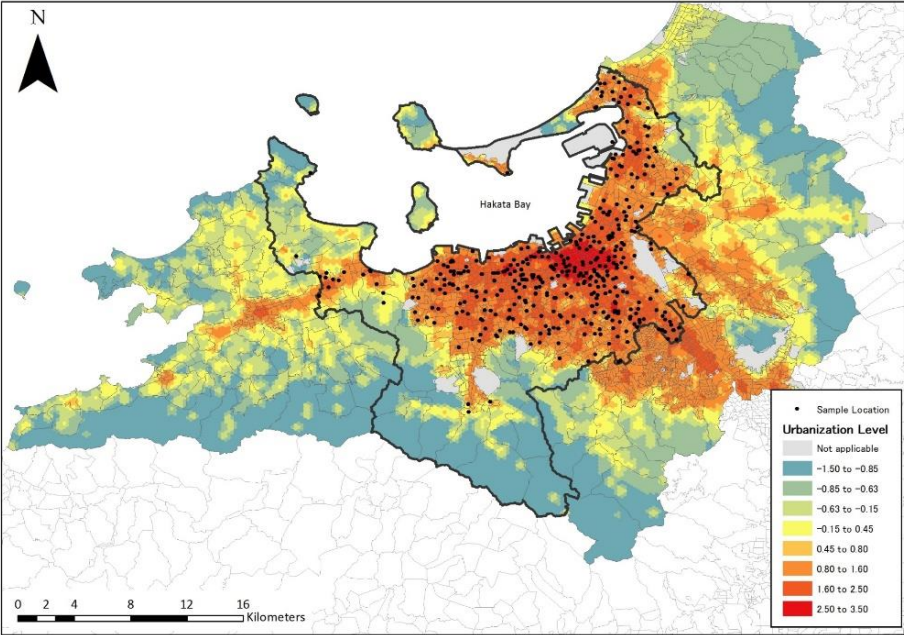 N
Hakata Bay
Sample Location
Urbanization Level
Not applicable
-1.50 to -0.85
-0.85 to -0.63
-0.63 to -0.15
-0.15 to 0.45
0.45 to 0.80
0.80 to 1.60
1.60 to 2.50
2.50 to 3.50
0 2 4 8 12 16
Kilometers